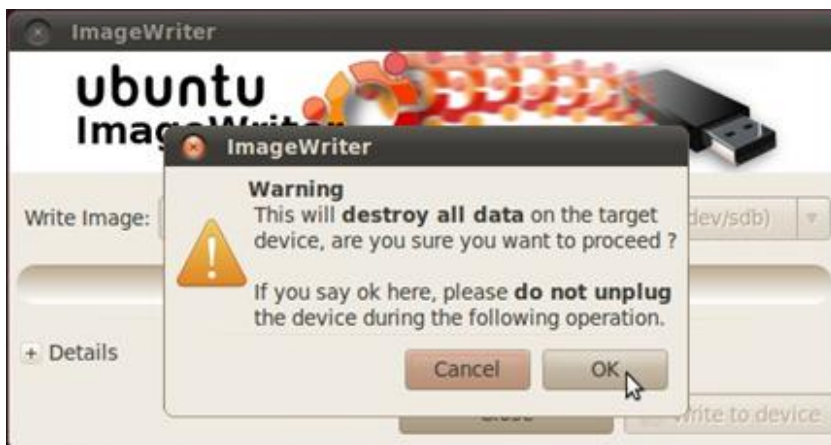 ImageWriter
ubuntu
ImageWriter
ImageWriter
Warning
This will destroy all data on the target
device, are you sure you want to proceed ?
If you say ok here, please do not unplug
the device during the following operation.
Cancel OK
Write Image: dev/sdb)
+ Details
Close Write to device